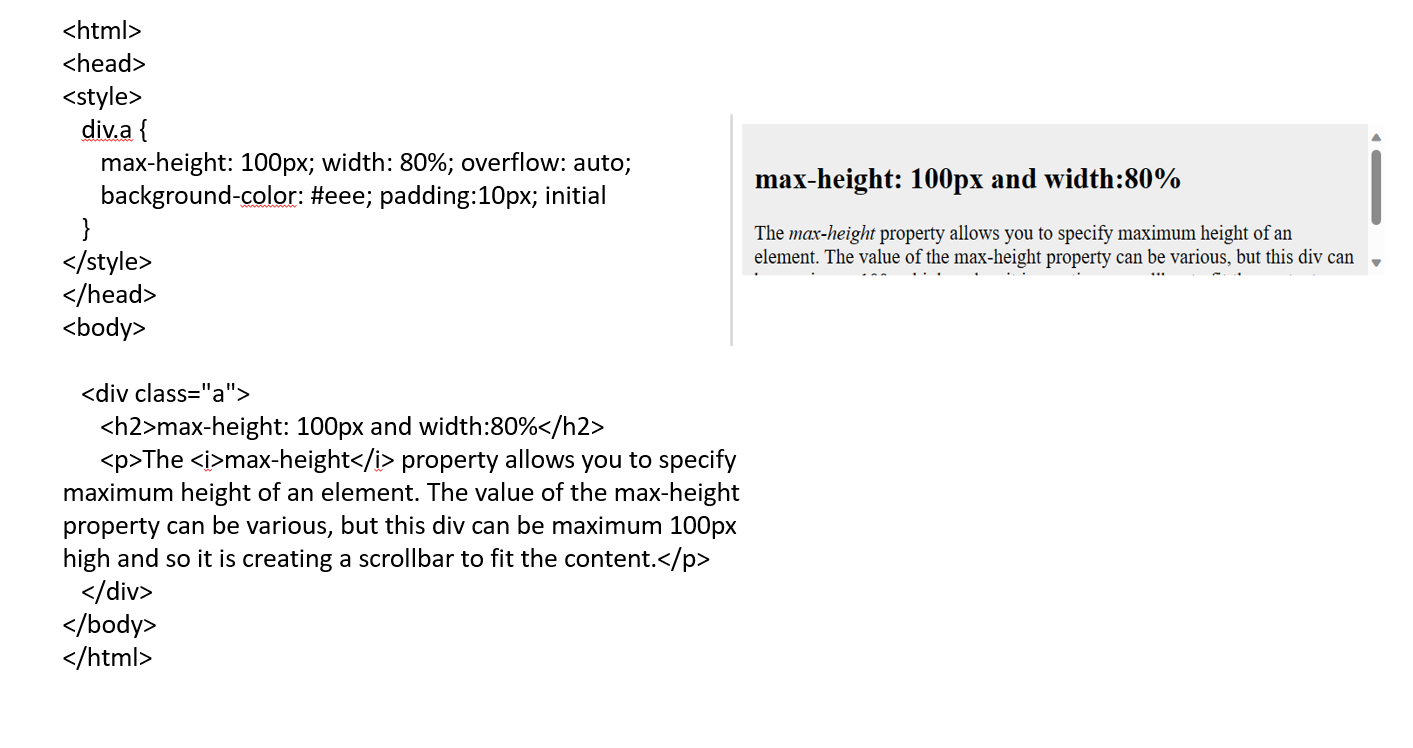 <html>
<head>
<style>
div.a {
max-height: 100px; width: 80%; overflow: auto;
background-color: #eee; padding:10px; initial
}
</style>
</head>
<body>
<div class="a">
<h2>max-height: 100px and width:80%</h2>
<p>The <i>max-height</i> property allows you to specify
maximum height of an element. The value of the max-height
property can be various, but this div can be maximum 100px
high and so it is creating a scrollbar to fit the content.</p>
</div>
</body>
</html>
max-height: 100px and width:80%
The max-height property allows you to specify maximum height of an
element. The value of the max-height property can be various, but this div can